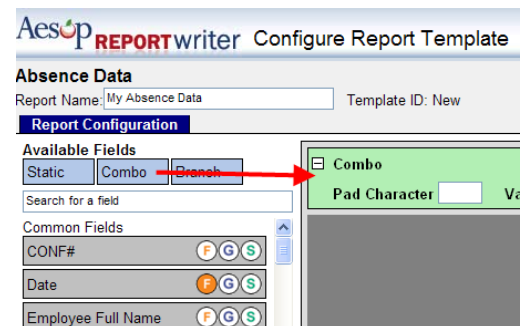 Aesop REPORTwriter Configure Report Template
Absence Data
Report Name: My Absence Data Template ID: New
Report Configuration
Available Fields
Static Combo Branch
Search for a field
Common Fields
CONF# F G S
Date F G S
Employee Full Name F G S
Combo
Pad Character Va